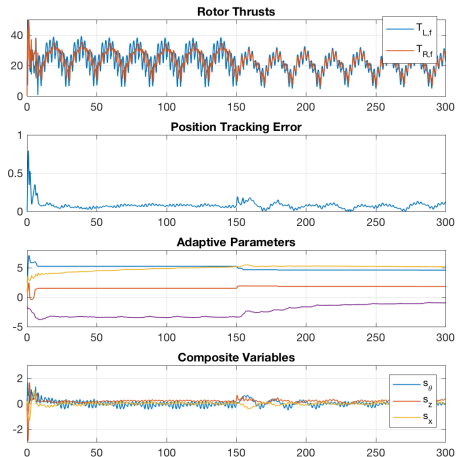 Rotor Thrusts
40
20
0
T_L,f
T_R,f
0 50 100 150 200 250 300
Position Tracking Error
1
0.5
0
0 50 100 150 200 250 300
Adaptive Parameters
5
0
-5
0 50 100 150 200 250 300
Composite Variables
2
0
-2
s_θ
s_z
s_x
0 50 100 150 200 250 300